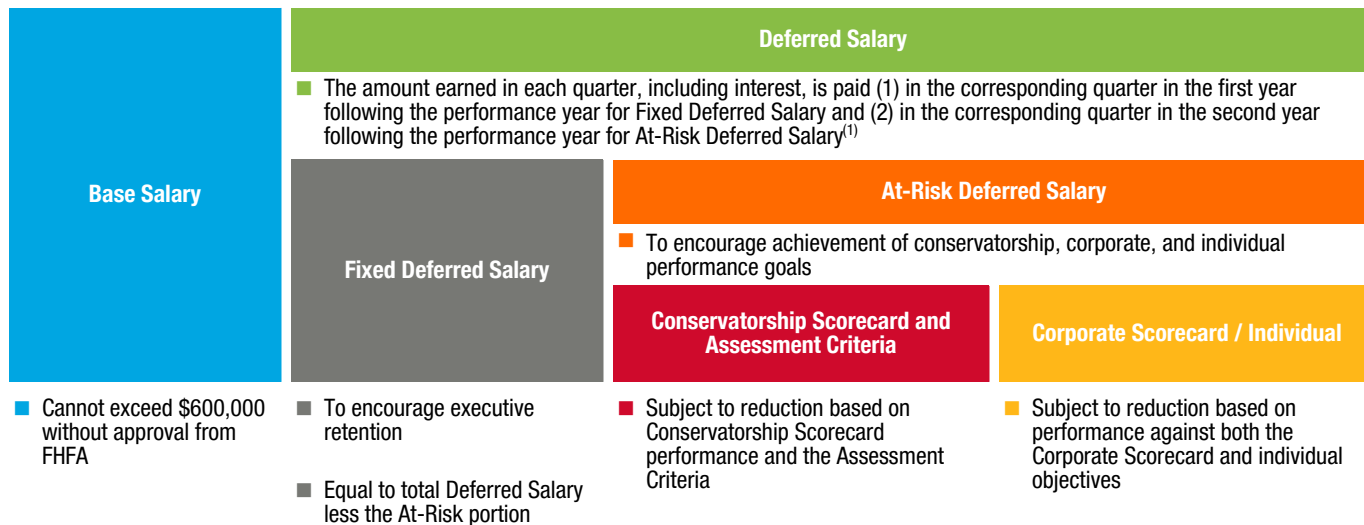 Deferred Salary
The amount earned in each quarter, including interest, is paid (1) in the corresponding quarter in the first year
following the performance year for Fixed Deferred Salary and (2) in the corresponding quarter in the second year
following the performance year for At-Risk Deferred Salary(1)
Base Salary
Fixed Deferred Salary
At-Risk Deferred Salary
To encourage achievement of conservatorship, corporate, and individual
performance goals
Conservatorship Scorecard and
Assessment Criteria
Corporate Scorecard / Individual
Cannot exceed $600,000
without approval from
FHFA
To encourage executive
retention
Equal to total Deferred Salary
less the At-Risk portion
Subject to reduction based on
Conservatorship Scorecard
performance and the Assessment
Criteria
Subject to reduction based on
performance against both the
Corporate Scorecard and individual
objectives